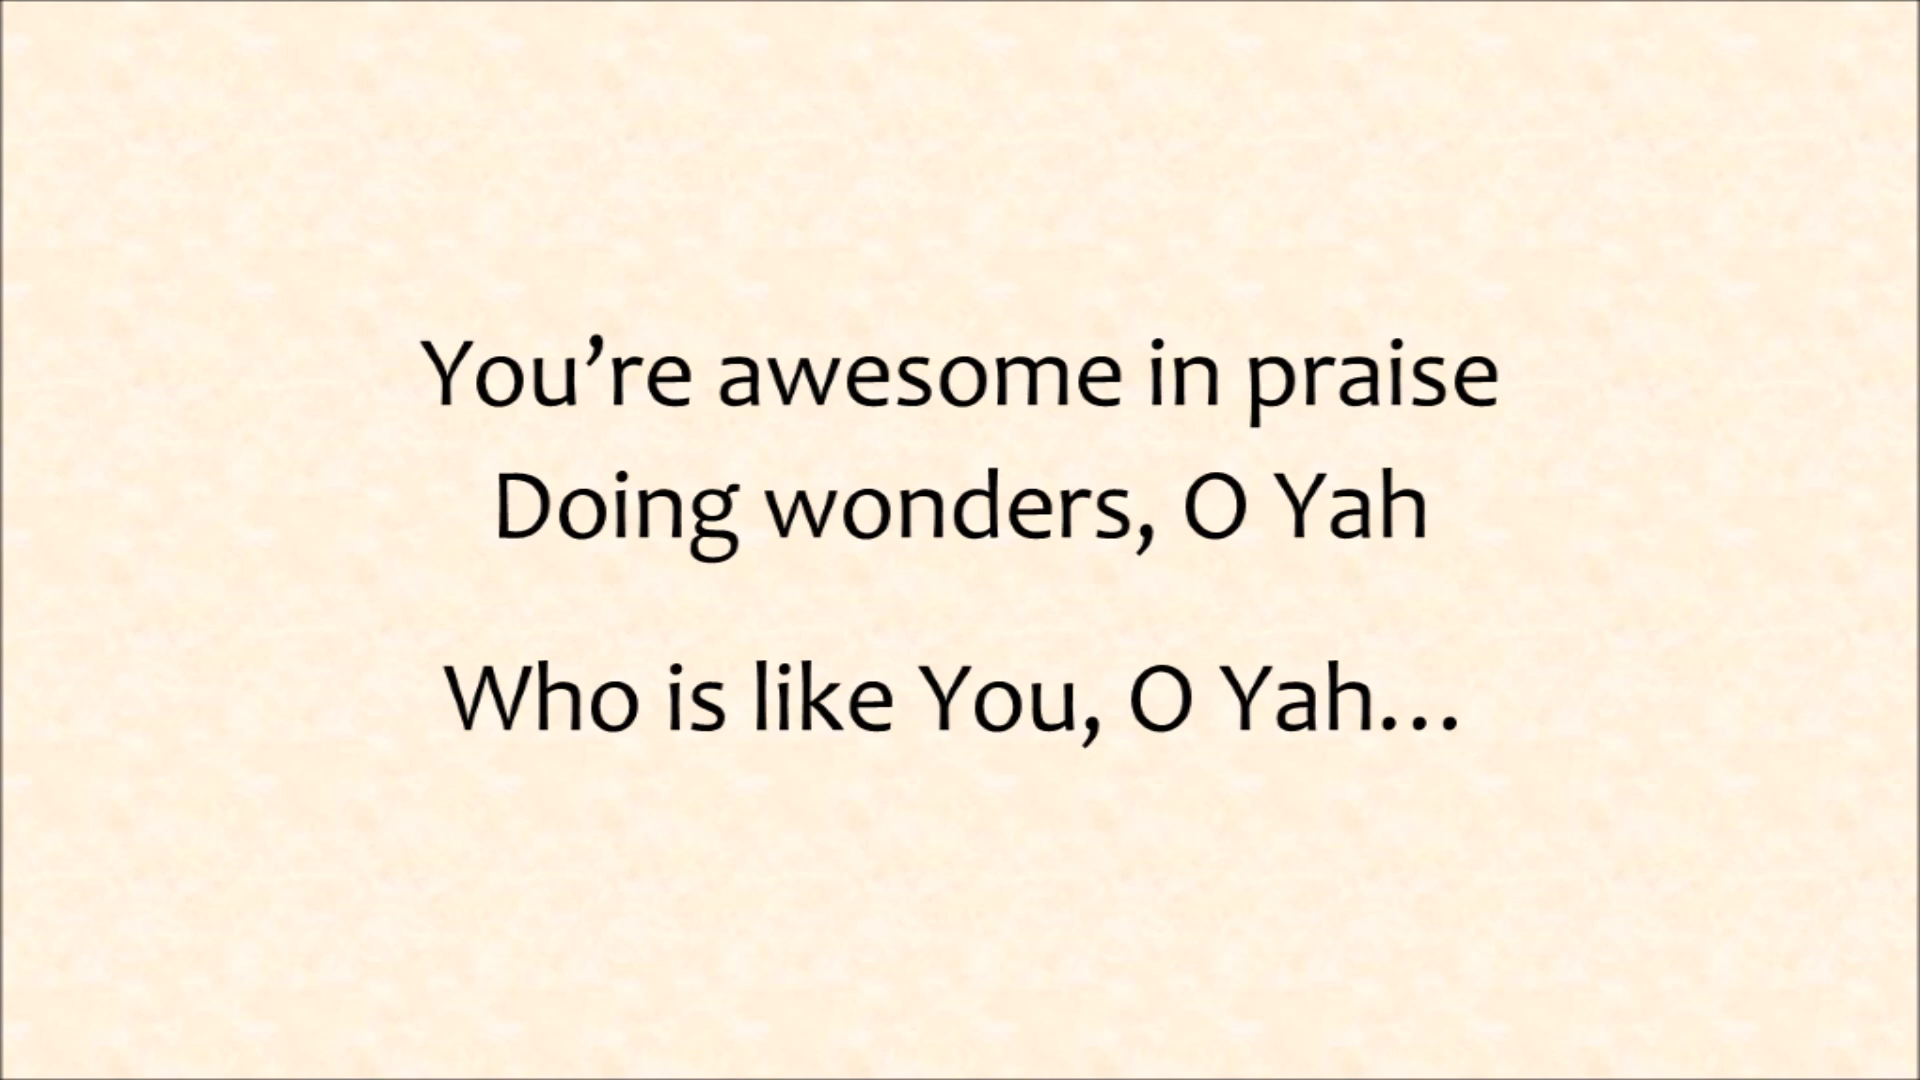 You’re awesome in praise
Doing wonders, O Yah
Who is like You, O Yah…